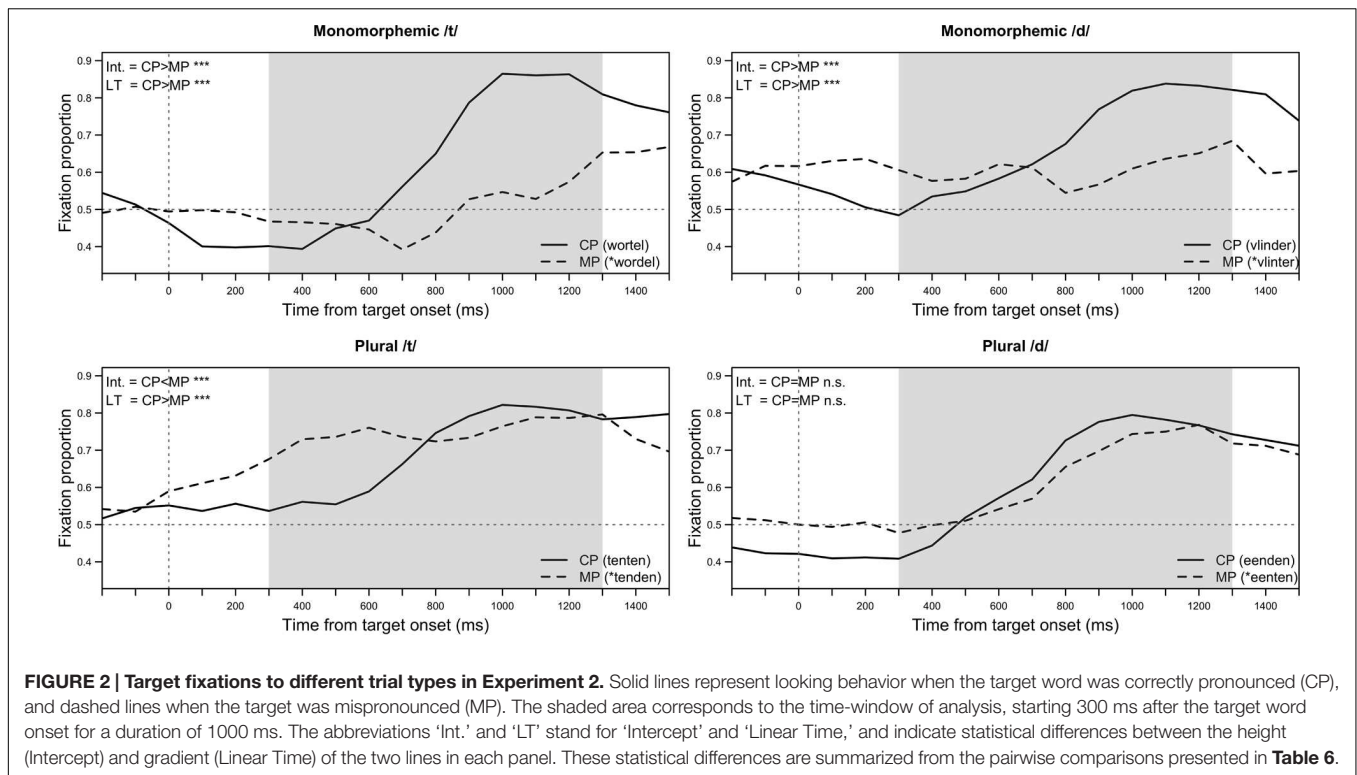 Monomorphemic /t/
Int. = CP>MP ***
LT = CP>MP ***
0.9
0.8
0.7
0.6
0.5
0.4
Fixation proportion
CP (wortel)
MP (*wordel)
0 200 400 600 800 1000 1200 1400
Time from target onset (ms)
Monomorphemic /d/
Int. = CP>MP ***
LT = CP>MP ***
0.9
0.8
0.7
0.6
0.5
0.4
Fixation proportion
CP (vlinder)
MP (*vlinter)
0 200 400 600 800 1000 1200 1400
Time from target onset (ms)
Plural /t/
Int. = CP<MP ***
LT = CP>MP ***
0.9
0.8
0.7
0.6
0.5
0.4
Fixation proportion
CP (tenten)
MP (*tenden)
0 200 400 600 800 1000 1200 1400
Time from target onset (ms)
Plural /d/
Int. = CP=MP n.s.
LT = CP=MP n.s.
0.9
0.8
0.7
0.6
0.5
0.4
Fixation proportion
CP (eenden)
MP (*eenten)
0 200 400 600 800 1000 1200 1400
Time from target onset (ms)
FIGURE 2 | Target fixations to different trial types in Experiment 2. Solid lines represent looking behavior when the target word was correctly pronounced (CP),
and dashed lines when the target was mispronounced (MP). The shaded area corresponds to the time-window of analysis, starting 300 ms after the target word
onset for a duration of 1000 ms. The abbreviations ‘Int.’ and ‘LT’ stand for ‘Intercept’ and ‘Linear Time,’ and indicate statistical differences between the height
(Intercept) and gradient (Linear Time) of the two lines in each panel. These statistical differences are summarized from the pairwise comparisons presented in Table 6.